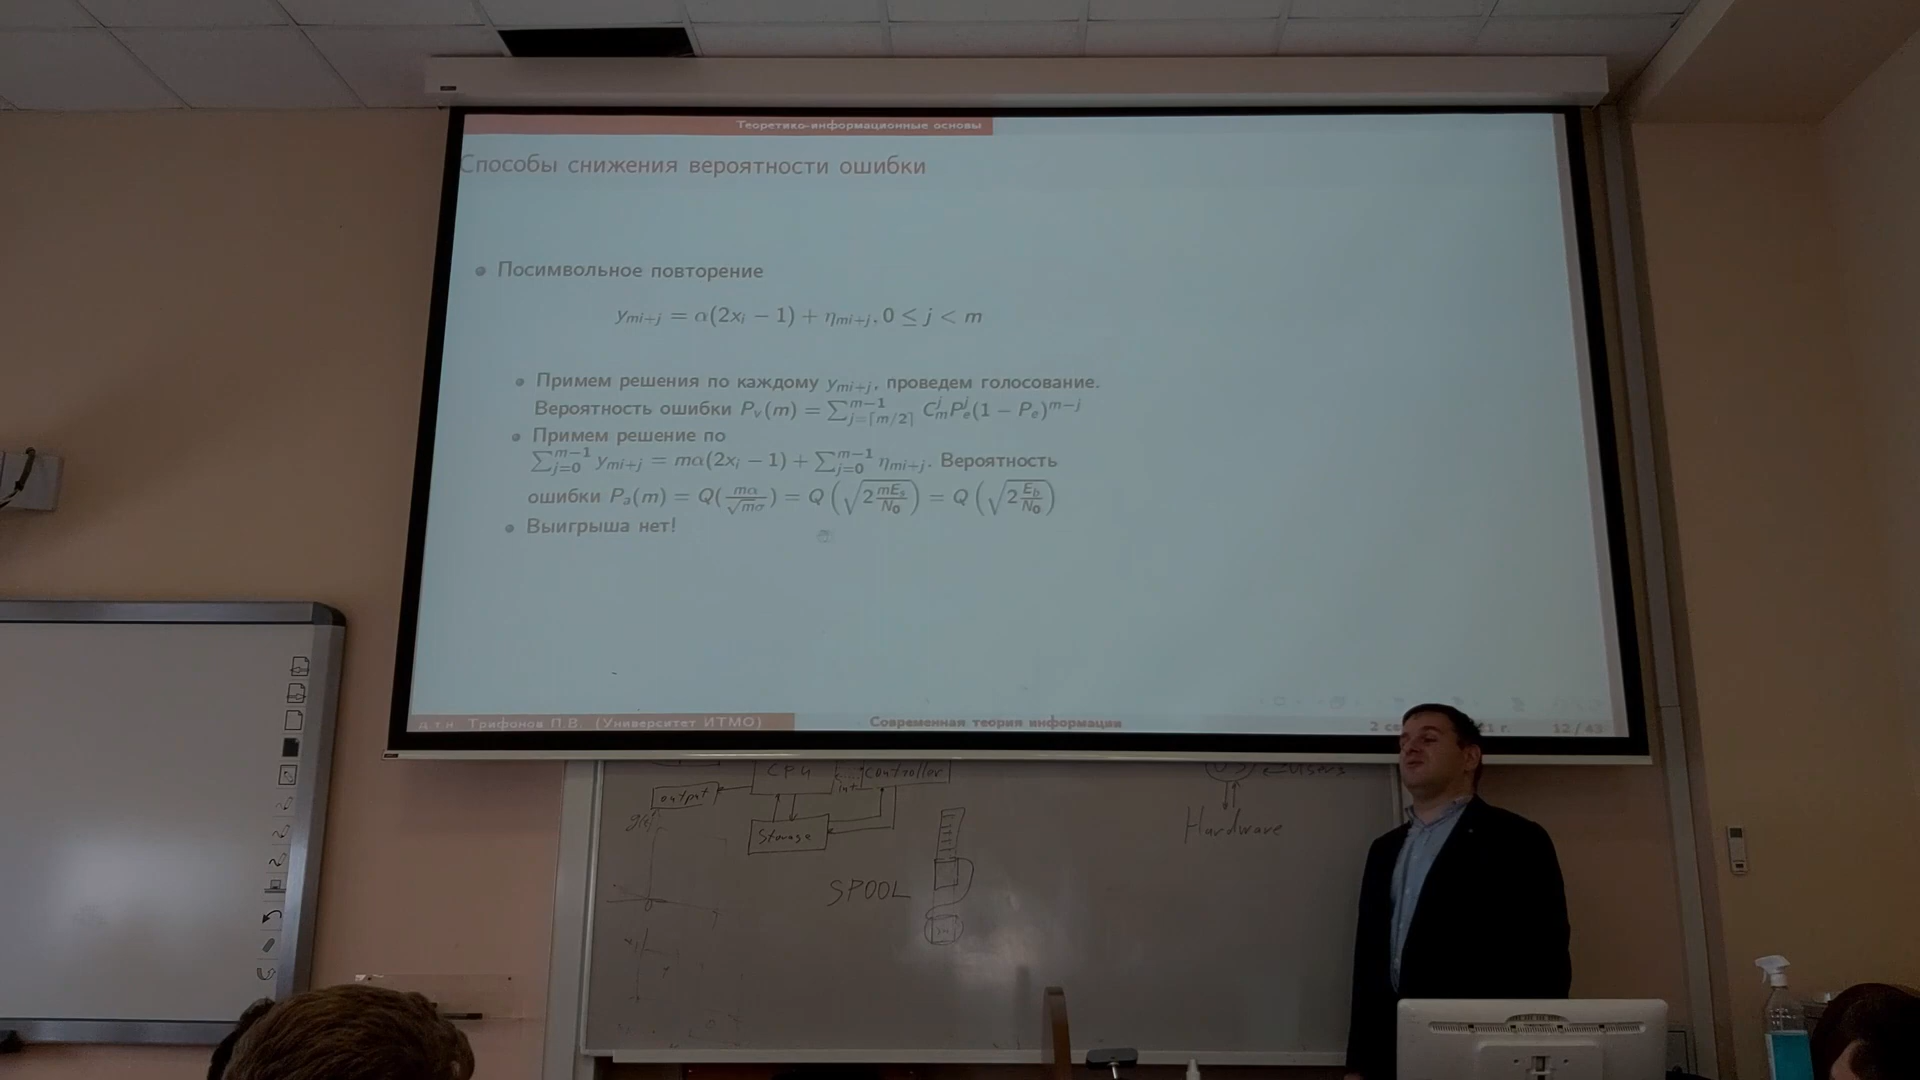 Теоретико-информационные основы
Способы снижения вероятности ошибки
Посимвольное повторение
y_{mi+j} = α(2x_i − 1) + η_{mi+j}, 0 ≤ j < m
Примем решения по каждому y_{mi+j}, проведем голосование.
Вероятность ошибки P_v(m) = ∑_{j=⌈m/2⌉}^{m−1} C_m^j P_e^j (1 − P_e)^{m−j}
Примем решение по
∑_{j=0}^{m−1} y_{mi+j} = mα(2x_i − 1) + ∑_{j=0}^{m−1} η_{mi+j}. Вероятность
ошибки P_a(m) = Q(mα/√mσ) = Q(√(2 mE_s/N_0)) = Q(√(2 E_b/N_0))
Выигрыша нет!
д.т.н. Трифонов П.В. (Университет ИТМО)
Современная теория информации
12 / 43
CPU
Controller
int
output
Storage
g(t)
SPOOL
Users
Hardware